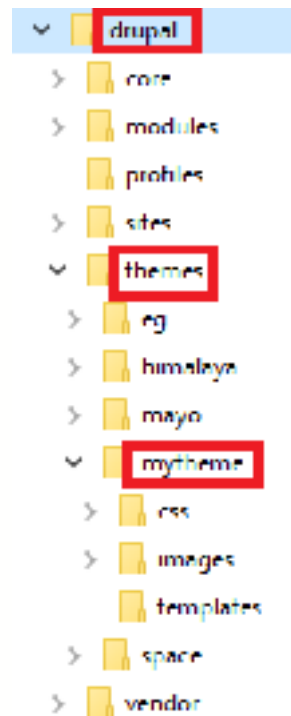 drupal
core
modules
profiles
sites
themes
eg
himalaya
mayo
mytheme
css
images
templates
space
vendor